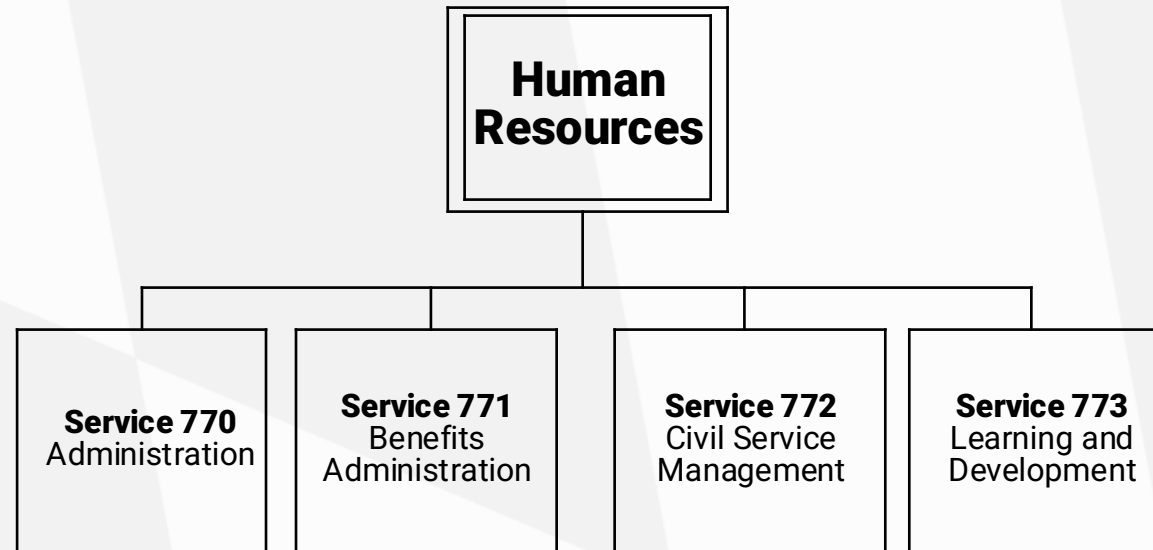 Human
Resources
Service 770
Administration
Service 771
Benefits
Administration
Service 772
Civil Service
Management
Service 773
Learning and
Development